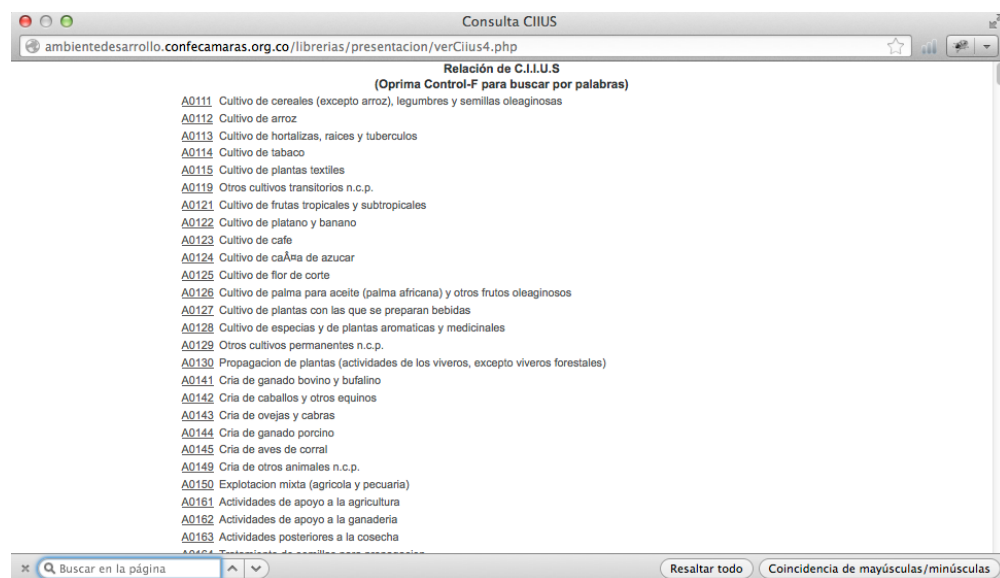 Consulta CIIUS
ambientedesarrollo.confecamaras.org.co/librerias/presentacion/verCiius4.php
Relación de C.I.I.U.S
(Oprima Control-F para buscar por palabras)
A0111 Cultivo de cereales (excepto arroz), legumbres y semillas oleaginosas
A0112 Cultivo de arroz
A0113 Cultivo de hortalizas, raices y tuberculos
A0114 Cultivo de tabaco
A0115 Cultivo de plantas textiles
A0119 Otros cultivos transitorios n.c.p.
A0121 Cultivo de frutas tropicales y subtropicales
A0122 Cultivo de platano y banano
A0123 Cultivo de cafe
A0124 Cultivo de caÂ¤a de azucar
A0125 Cultivo de flor de corte
A0126 Cultivo de palma para aceite (palma africana) y otros frutos oleaginosos
A0127 Cultivo de plantas con las que se preparan bebidas
A0128 Cultivo de especias y de plantas aromaticas y medicinales
A0129 Otros cultivos permanentes n.c.p.
A0130 Propagacion de plantas (actividades de los viveros, excepto viveros forestales)
A0141 Cria de ganado bovino y bufalino
A0142 Cria de caballos y otros equinos
A0143 Cria de ovejas y cabras
A0144 Cria de ganado porcino
A0145 Cria de aves de corral
A0149 Cria de otros animales n.c.p.
A0150 Explotacion mixta (agricola y pecuaria)
A0161 Actividades de apoyo a la agricultura
A0162 Actividades de apoyo a la ganaderia
A0163 Actividades posteriores a la cosecha
A0164 Tratamiento de semillas para propagacion
Buscar en la página Resaltar todo Coincidencia de mayúsculas/minúsculas